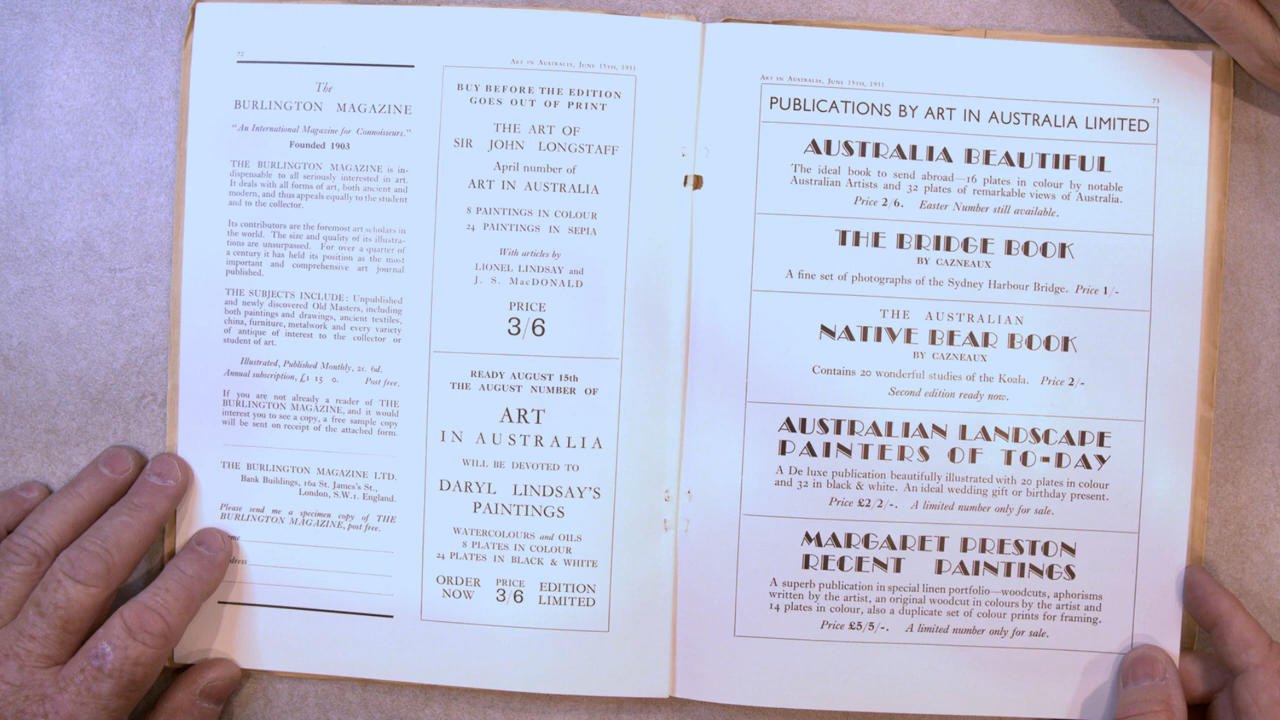 72
The
BURLINGTON MAGAZINE
"An International Magazine for Connoisseurs."
Founded 1903
THE BURLINGTON MAGAZINE is in-
dispensable to all seriously interested in art.
It deals with all forms of art, both ancient and
modern, and thus appeals equally to the student
and to the collector.
Its contributors are the foremost art scholars in
the world. The size and quality of its illustra-
tions are unsurpassed. For over a quarter of
a century it has held its position as the most
important and comprehensive art journal
published.
THE SUBJECTS INCLUDE: Unpublished
and newly discovered Old Masters, including
both paintings and drawings, ancient textiles,
china, furniture, metalwork and every variety
of antique of interest to the collector or
student of art.
Illustrated, Published Monthly, 2s. 6d.
Annual subscription, £1 15 0. Post free.
If you are not already a reader of THE
BURLINGTON MAGAZINE, and it would
interest you to see a copy, a free sample copy
will be sent on receipt of the attached form.
THE BURLINGTON MAGAZINE LTD.
Bank Buildings, 16a St. James's St.,
London, S.W.1. England.
Please send me a specimen copy of THE
BURLINGTON MAGAZINE, post free.
ART IN AUSTRALIA, JUNE 15TH, 1931
BUY BEFORE THE EDITION
GOES OUT OF PRINT
THE ART OF
SIR JOHN LONGSTAFF
April number of
ART IN AUSTRALIA
8 PAINTINGS IN COLOUR
24 PAINTINGS IN SEPIA
With articles by
LIONEL LINDSAY and
J. S. MacDONALD
PRICE
3/6
READY AUGUST 15th
THE AUGUST NUMBER OF
ART
IN AUSTRALIA
WILL BE DEVOTED TO
DARYL LINDSAY'S
PAINTINGS
WATERCOLOURS and OILS
8 PLATES IN COLOUR
24 PLATES IN BLACK & WHITE
ORDER PRICE EDITION
NOW 3/6 LIMITED
ART IN AUSTRALIA, JUNE 15TH, 1931
73
PUBLICATIONS BY ART IN AUSTRALIA LIMITED
AUSTRALIA BEAUTIFUL
The ideal book to send abroad—16 plates in colour by notable
Australian Artists and 32 plates of remarkable views of Australia.
Price 2/6. Easter Number still available.
THE BRIDGE BOOK
BY CAZNEAUX
A fine set of photographs of the Sydney Harbour Bridge. Price 1/-
THE AUSTRALIAN
NATIVE BEAR BOOK
BY CAZNEAUX
Contains 20 wonderful studies of the Koala. Price 2/-
Second edition ready now.
AUSTRALIAN LANDSCAPE
PAINTERS OF TO-DAY
A De luxe publication beautifully illustrated with 20 plates in colour
and 32 in black & white. An ideal wedding gift or birthday present.
Price £2/2/-. A limited number only for sale.
MARGARET PRESTON
RECENT PAINTINGS
A superb publication in special linen portfolio—woodcuts, aphorisms
written by the artist, an original woodcut in colours by the artist and
14 plates in colour, also a duplicate set of colour prints for framing.
Price £5/5/-. A limited number only for sale.